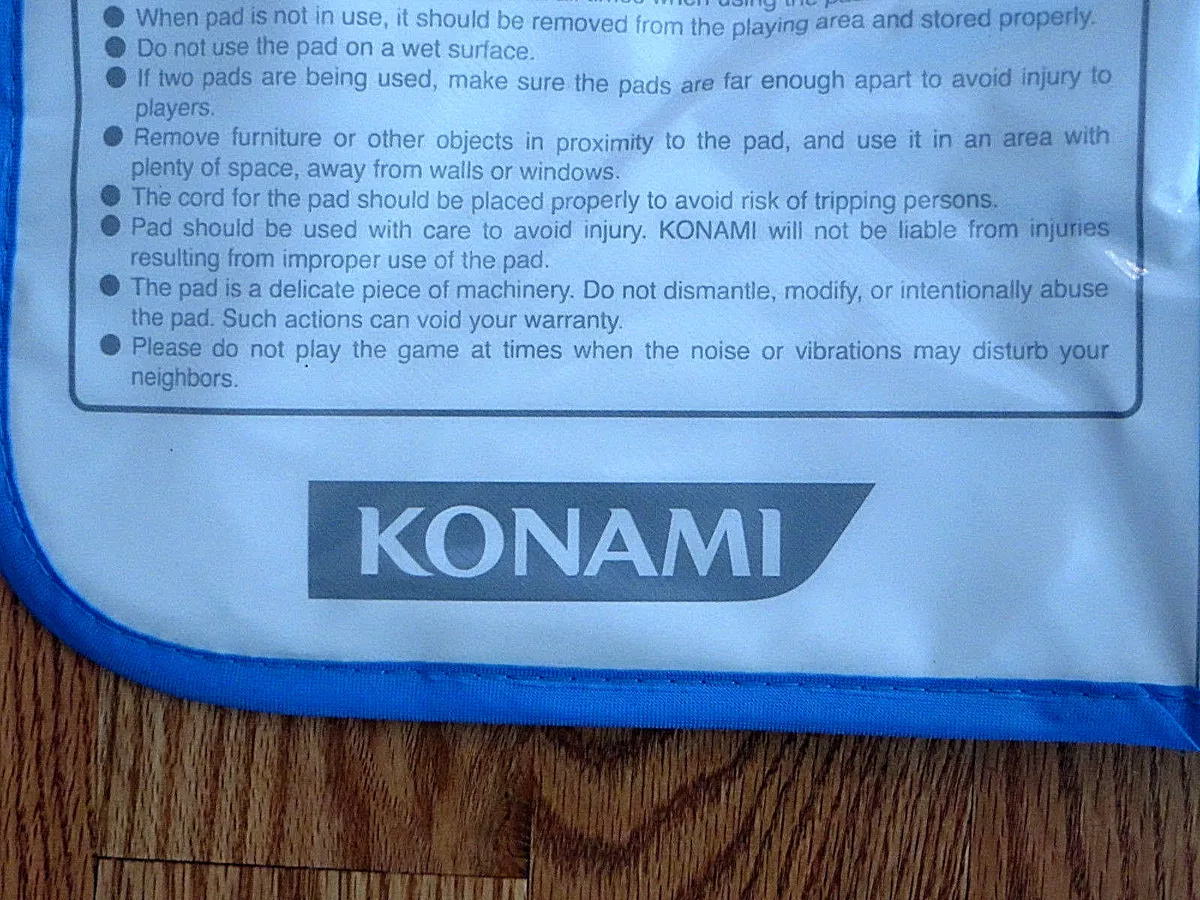 when using the
● When pad is not in use, it should be removed from the playing area and stored properly.
● Do not use the pad on a wet surface.
● If two pads are being used, make sure the pads are far enough apart to avoid injury to
players.
● Remove furniture or other objects in proximity to the pad, and use it in an area with
plenty of space, away from walls or windows.
● The cord for the pad should be placed properly to avoid risk of tripping persons.
● Pad should be used with care to avoid injury. KONAMI will not be liable from injuries
resulting from improper use of the pad.
● The pad is a delicate piece of machinery. Do not dismantle, modify, or intentionally abuse
the pad. Such actions can void your warranty.
● Please do not play the game at times when the noise or vibrations may disturb your
neighbors.
KONAMI